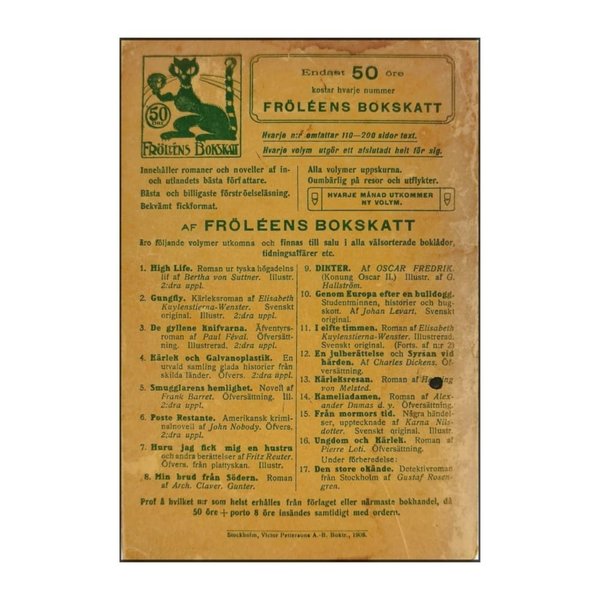 50
öre
FRÖLÉENS BOKSKATT
Endast 50 öre
kostar hvarje nummer
FRÖLÉENS BOKSKATT
Hvarje n:r omfattar 110—200 sidor text.
Hvarje volym utgör ett afslutadt helt för sig.
Innehåller romaner och noveller af in-
och utlandets bästa författare.
Bästa och billigaste förströelseläsning.
Bekvämt fickformat.
Alla volymer uppskurna.
Oumbärlig på resor och utflykter.
HVARJE MÅNAD UTKOMMER
NY VOLYM.
AF FRÖLÉENS BOKSKATT
äro följande volymer utkomna och finnas till salu i alla välsorterade boklådor,
tidningsaffärer etc.
1. High Life. Roman ur tyska högadelns
lif af Bertha von Suttner. Illustr.
2:dra uppl.
2. Gungfly. Kärleksroman af Elisabeth
Kuylenstierna-Wenster. Svenskt
original. Illustr. 2:dra uppl.
3. De gyllene Knifvarna. Äfventyrs-
roman af Paul Féval. Öfversätt-
ning. Illustrerad. 2:dra uppl.
4. Kärlek och Galvanoplastik. En
urvald samling glada historier från
skilda länder. Öfvers. 2:dra uppl.
5. Smugglarens hemlighet. Novell af
Frank Barret. Öfversättning. Ill.
2:dra uppl.
6. Poste Restante. Amerikansk krimi-
nalnovell af John Nobody. Öfvers.
2:dra uppl.
7. Huru jag fick mig en hustru
och andra berättelser af Fritz Reuter.
Öfvers. från plattyskan. Illustr.
8. Min brud från Södern. Roman
af Arch. Claver. Gunter.
9. DIKTER. Af OSCAR FREDRIK.
(Konung Oscar II.) Illustr. af G.
Hallström.
10. Genom Europa efter en bulldogg.
Studentminnen, historier och hug-
skott. Af Johan Levart. Svenskt
original.
11. I elfte timmen. Roman af Elisabeth
Kuylenstierna-Wenster. Illustrerad.
Svenskt original. (Forts. af n:r 2)
12. En julberättelse och Syrsan vid
härden. Af Charles Dickens. Öf-
versättning.
13. Kärleksresan. Roman af
von Melsted.
14. Kameliadamen. Roman af Alex-
ander Dumas d. y. Öfversättning.
15. Från mormors tid. Några händel-
ser, upptecknade af Karna Nils-
dotter. Svenskt original. Illustr.
16. Ungdom och Kärlek. Roman af
Pierre Loti. Öfversättning.
Under förberedelse:
17. Den store okände. Detektivroman
från Stockholm af Gustaf Rosen-
gren.
Prof å hvilket n:r som helst erhålles från förlaget eller närmaste bokhandel, då
50 öre + porto 8 öre insändes samtidigt med ordern.
Stockholm, Victor Pettersons A.-B. Boktr., 1906.